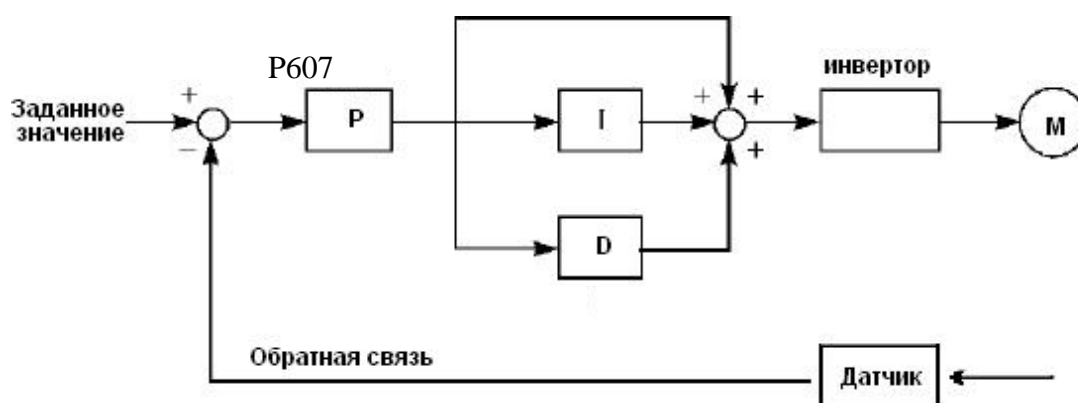 P607
инвертор
+
+
+
Заданное
значение
P
I
M
−
+
D
Обратная связь
Датчик